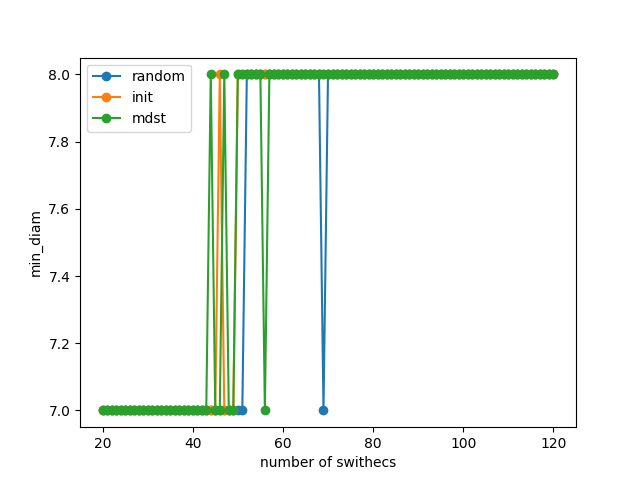 random
init
mdst
8.0
7.8
7.6
7.4
7.2
7.0
min_diam
20 40 60 80 100 120
number of swithecs